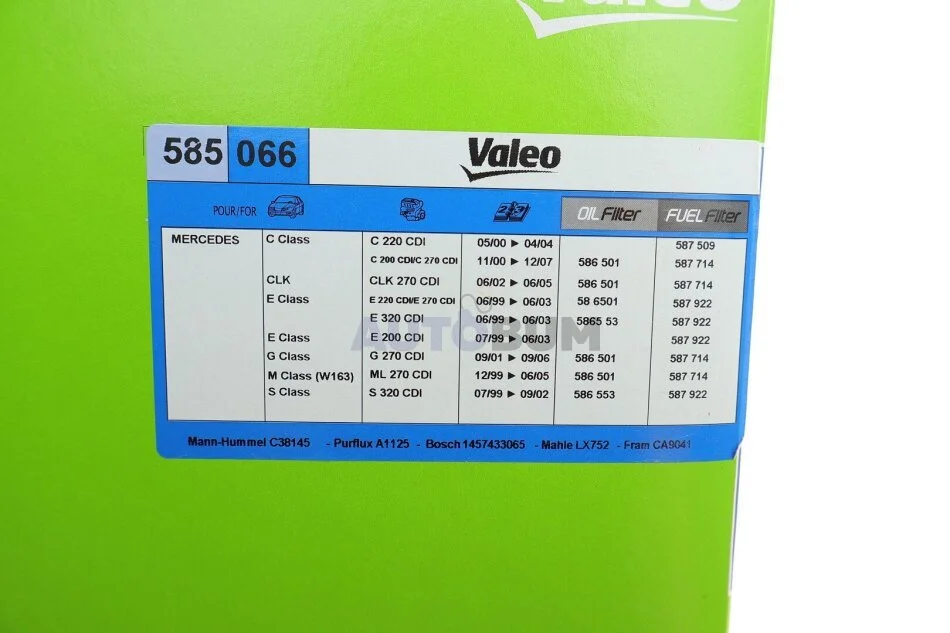 Valeo
585 066 Valeo
POUR/FOR OIL Filter FUEL Filter
MERCEDES C Class C 220 CDI 05/00 ► 04/04 587 509
C 200 CDI/C 270 CDI 11/00 ► 12/07 586 501 587 714
CLK CLK 270 CDI 06/02 ► 06/05 586 501 587 714
E Class E 220 CDI/E 270 CDI 06/99 ► 06/03 58 6501 587 922
E 320 CDI 06/99 ► 06/03 5865 53 587 922
E Class E 200 CDI 07/99 ► 06/03 587 922
G Class G 270 CDI 09/01 ► 09/06 586 501 587 714
M Class (W163) ML 270 CDI 12/99 ► 06/05 586 501 587 714
S Class S 320 CDI 07/99 ► 09/02 586 553 587 922
Mann-Hummel C38145 - Purflux A1125 - Bosch 1457433065 - Mahle LX752 - Fram CA9041
AUTOBUM